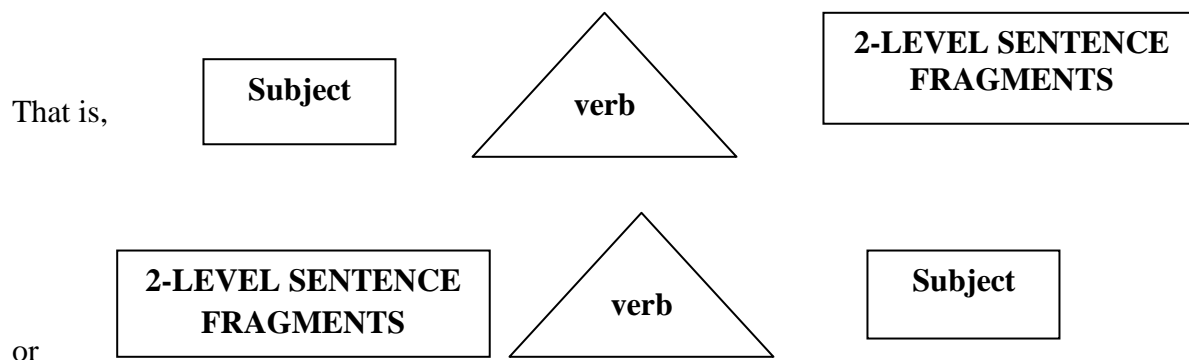 That is,
Subject
verb
2-LEVEL SENTENCE
FRAGMENTS
or
2-LEVEL SENTENCE
FRAGMENTS
verb
Subject